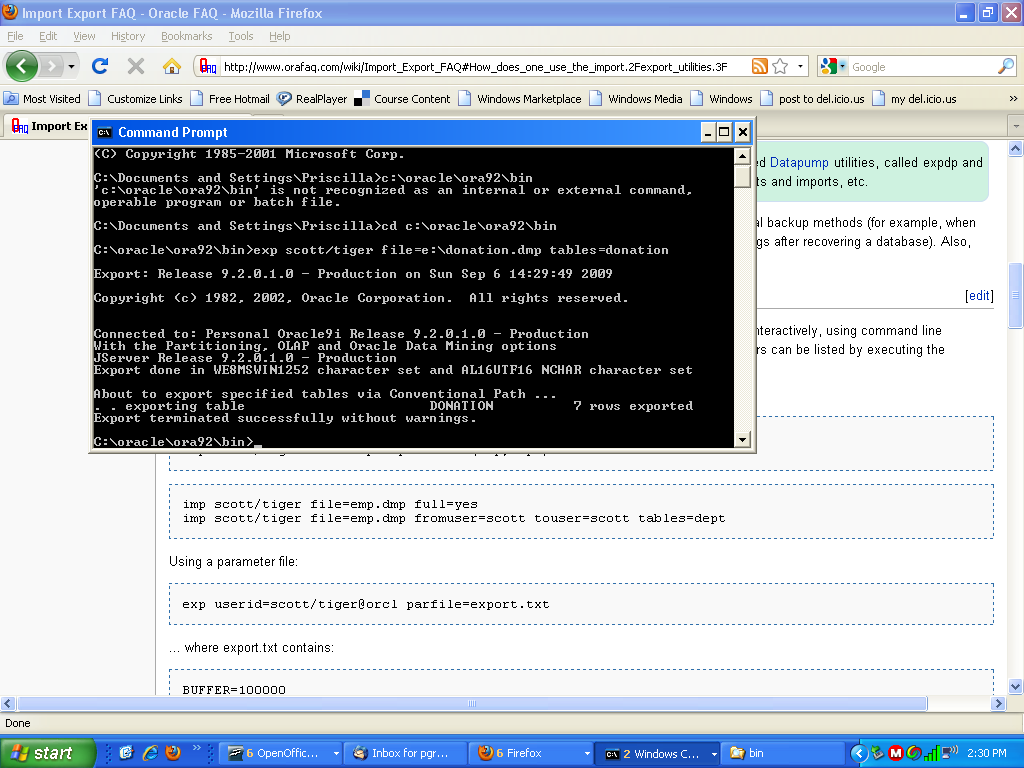 Import Export FAQ - Oracle FAQ - Mozilla Firefox
File Edit View History Bookmarks Tools Help
http://www.orafaq.com/wiki/Import_Export_FAQ#How_does_one_use_the_import.2Fexport_utilities.3F
Google
Most Visited Customize Links Free Hotmail RealPlayer Course Content Windows Marketplace Windows Media Windows post to del.icio.us my del.icio.us »
FAQ Import Ex
Command Prompt
(C) Copyright 1985-2001 Microsoft Corp.
C:\Documents and Settings\Priscilla>c:\oracle\ora92\bin
'c:\oracle\ora92\bin' is not recognized as an internal or external command,
operable program or batch file.
C:\Documents and Settings\Priscilla>cd c:\oracle\ora92\bin
C:\oracle\ora92\bin>exp scott/tiger file=e:\donation.dmp tables=donation
Export: Release 9.2.0.1.0 - Production on Sun Sep 6 14:29:49 2009
Copyright (c) 1982, 2002, Oracle Corporation.  All rights reserved.
Connected to: Personal Oracle9i Release 9.2.0.1.0 - Production
With the Partitioning, OLAP and Oracle Data Mining options
JServer Release 9.2.0.1.0 - Production
Export done in WE8MSWIN1252 character set and AL16UTF16 NCHAR character set
About to export specified tables via Conventional Path ...
. . exporting table                       DONATION          7 rows exported
Export terminated successfully without warnings.
C:\oracle\ora92\bin>_
ed Datapump utilities, called expdp and
ts and imports, etc.
al backup methods (for example, when
gs after recovering a database). Also,
[edit]
nteractively, using command line
rs can be listed by executing the
imp scott/tiger file=emp.dmp full=yes
imp scott/tiger file=emp.dmp fromuser=scott touser=scott tables=dept
Using a parameter file:
exp userid=scott/tiger@orcl parfile=export.txt
... where export.txt contains:
BUFFER=100000
Done
start » 6 OpenOffic... Inbox for pgr... 6 Firefox 2 Windows C... bin 2:30 PM